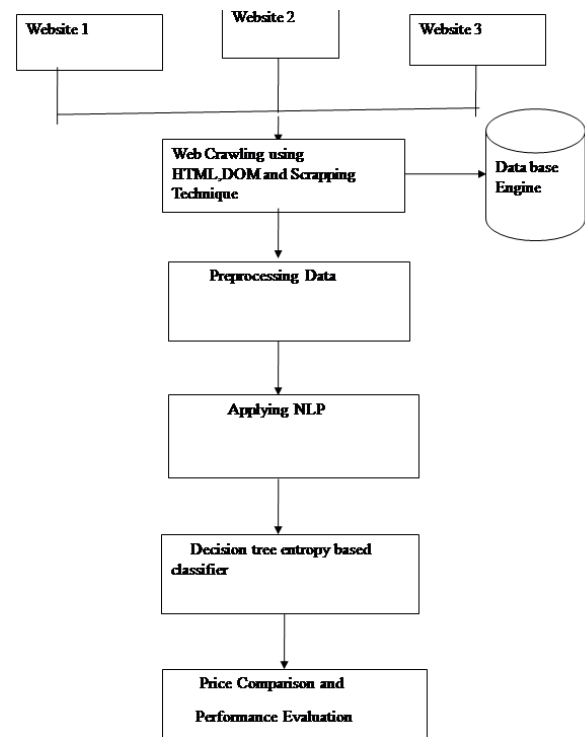 Website 1
Website 2
Website 3
Web Crawling using
HTML,DOM and Scrapping
Technique
Data base
Engine
Preprocessing Data
Applying NLP
Decision tree entropy based
classifier
Price Comparison and
Performance Evaluation